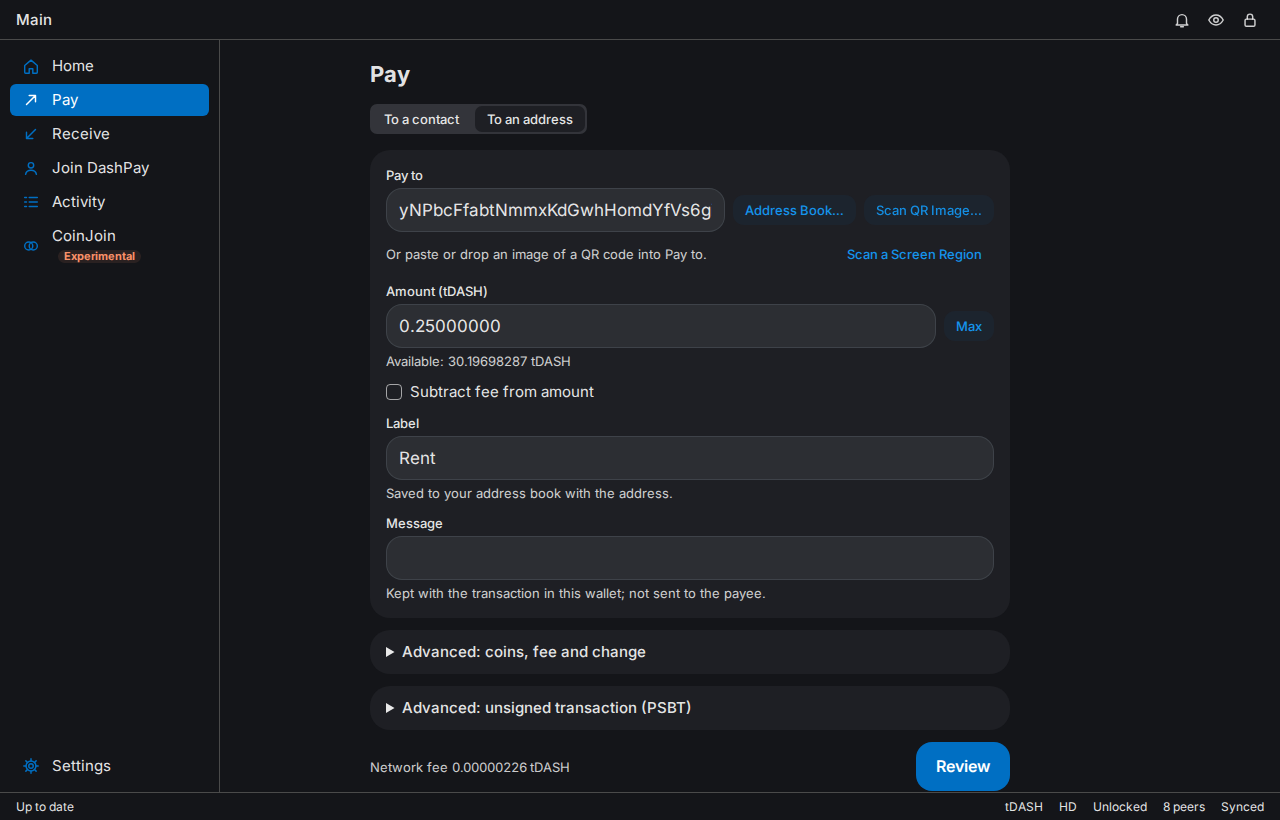 Main
Home
Pay
Receive
Join DashPay
Activity
CoinJoin
Experimental
Settings
Pay
To a contact
To an address
Pay to
yNPbcFfabtNmmxKdGwhHomdYfVs6g
Address Book...
Scan QR Image...
Or paste or drop an image of a QR code into Pay to.
Scan a Screen Region
Amount (tDASH)
0.25000000
Max
Available: 30.19698287 tDASH
Subtract fee from amount
Label
Rent
Saved to your address book with the address.
Message
Kept with the transaction in this wallet; not sent to the payee.
Advanced: coins, fee and change
Advanced: unsigned transaction (PSBT)
Network fee 0.00000226 tDASH
Review
Up to date
tDASH
HD
Unlocked
8 peers
Synced